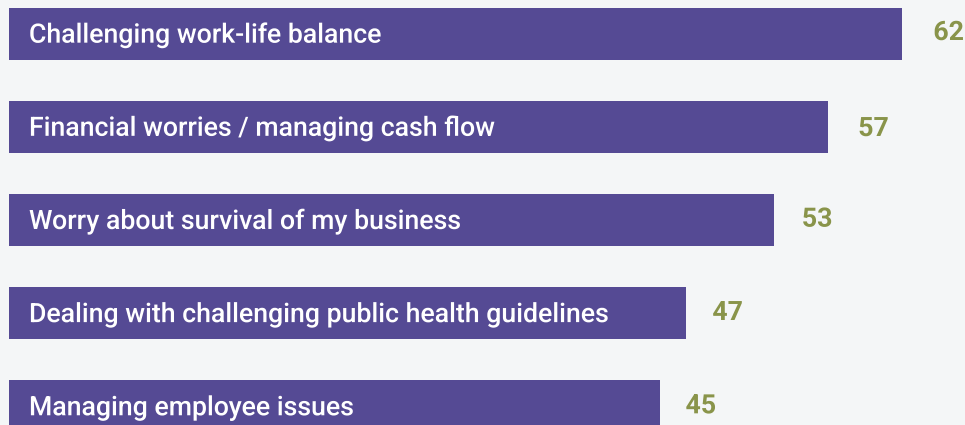 Challenging work-life balance 62
Financial worries / managing cash flow 57
Worry about survival of my business 53
Dealing with challenging public health guidelines 47
Managing employee issues 45